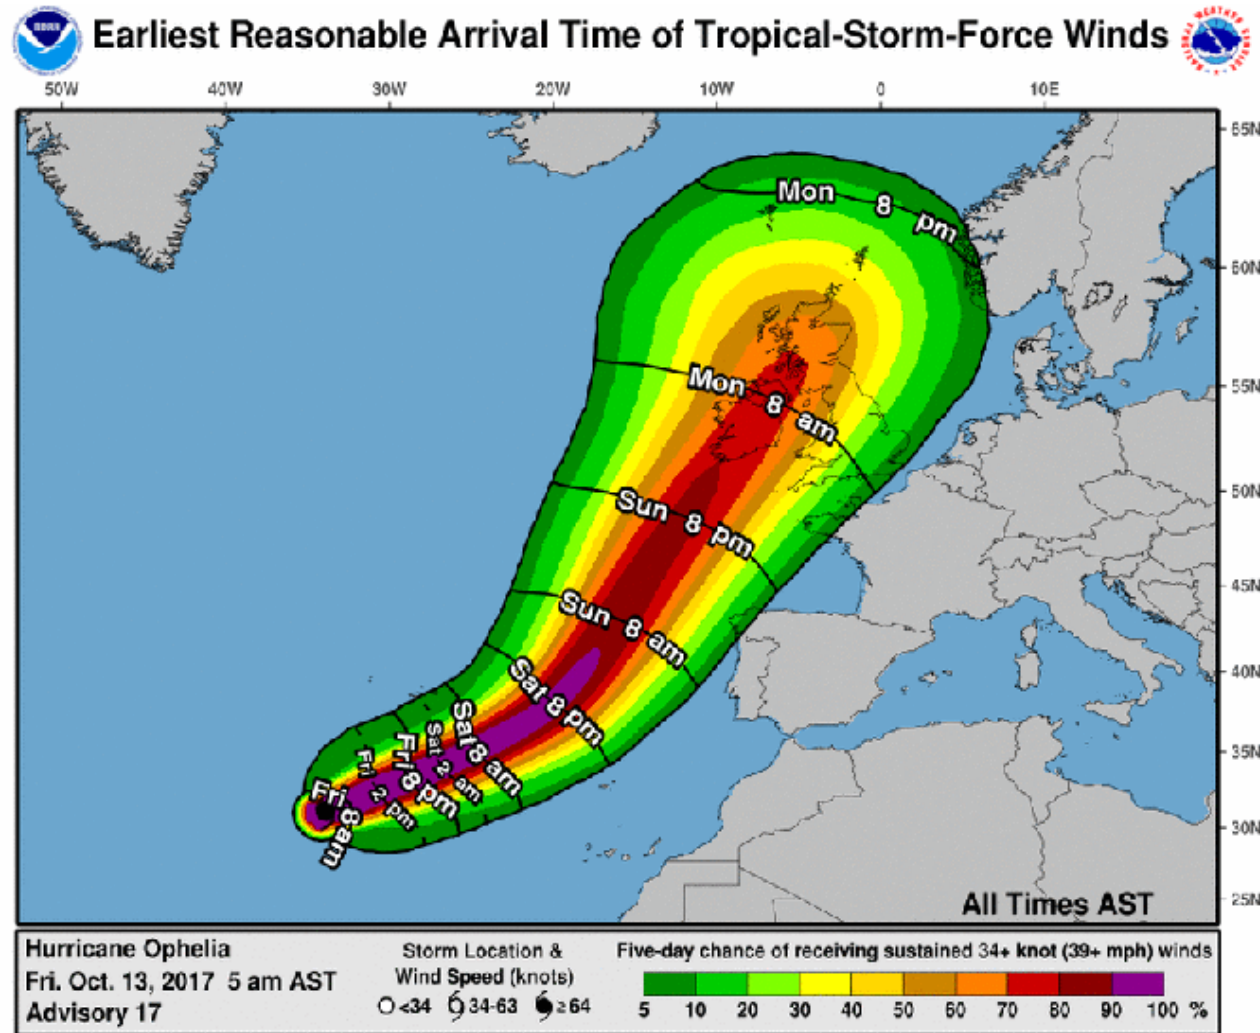 Earliest Reasonable Arrival Time of Tropical-Storm-Force Winds
50W 40W 30W 20W 10W 0 10E
65N
60N
55N
50N
45N
40N
35N
30N
25N
Mon 8 pm
Mon 8 am
Sun 8 pm
Sun 8 am
Sat 8 pm
Sat 8 am
Sat 2 am
Fri 8 pm
Fri 2 pm
Fri 8 am
All Times AST
Hurricane Ophelia
Fri. Oct. 13, 2017 5 am AST
Advisory 17
Storm Location &
Wind Speed (knots)
<34 34-63 ≥64
Five-day chance of receiving sustained 34+ knot (39+ mph) winds
5 10 20 30 40 50 60 70 80 90 100 %